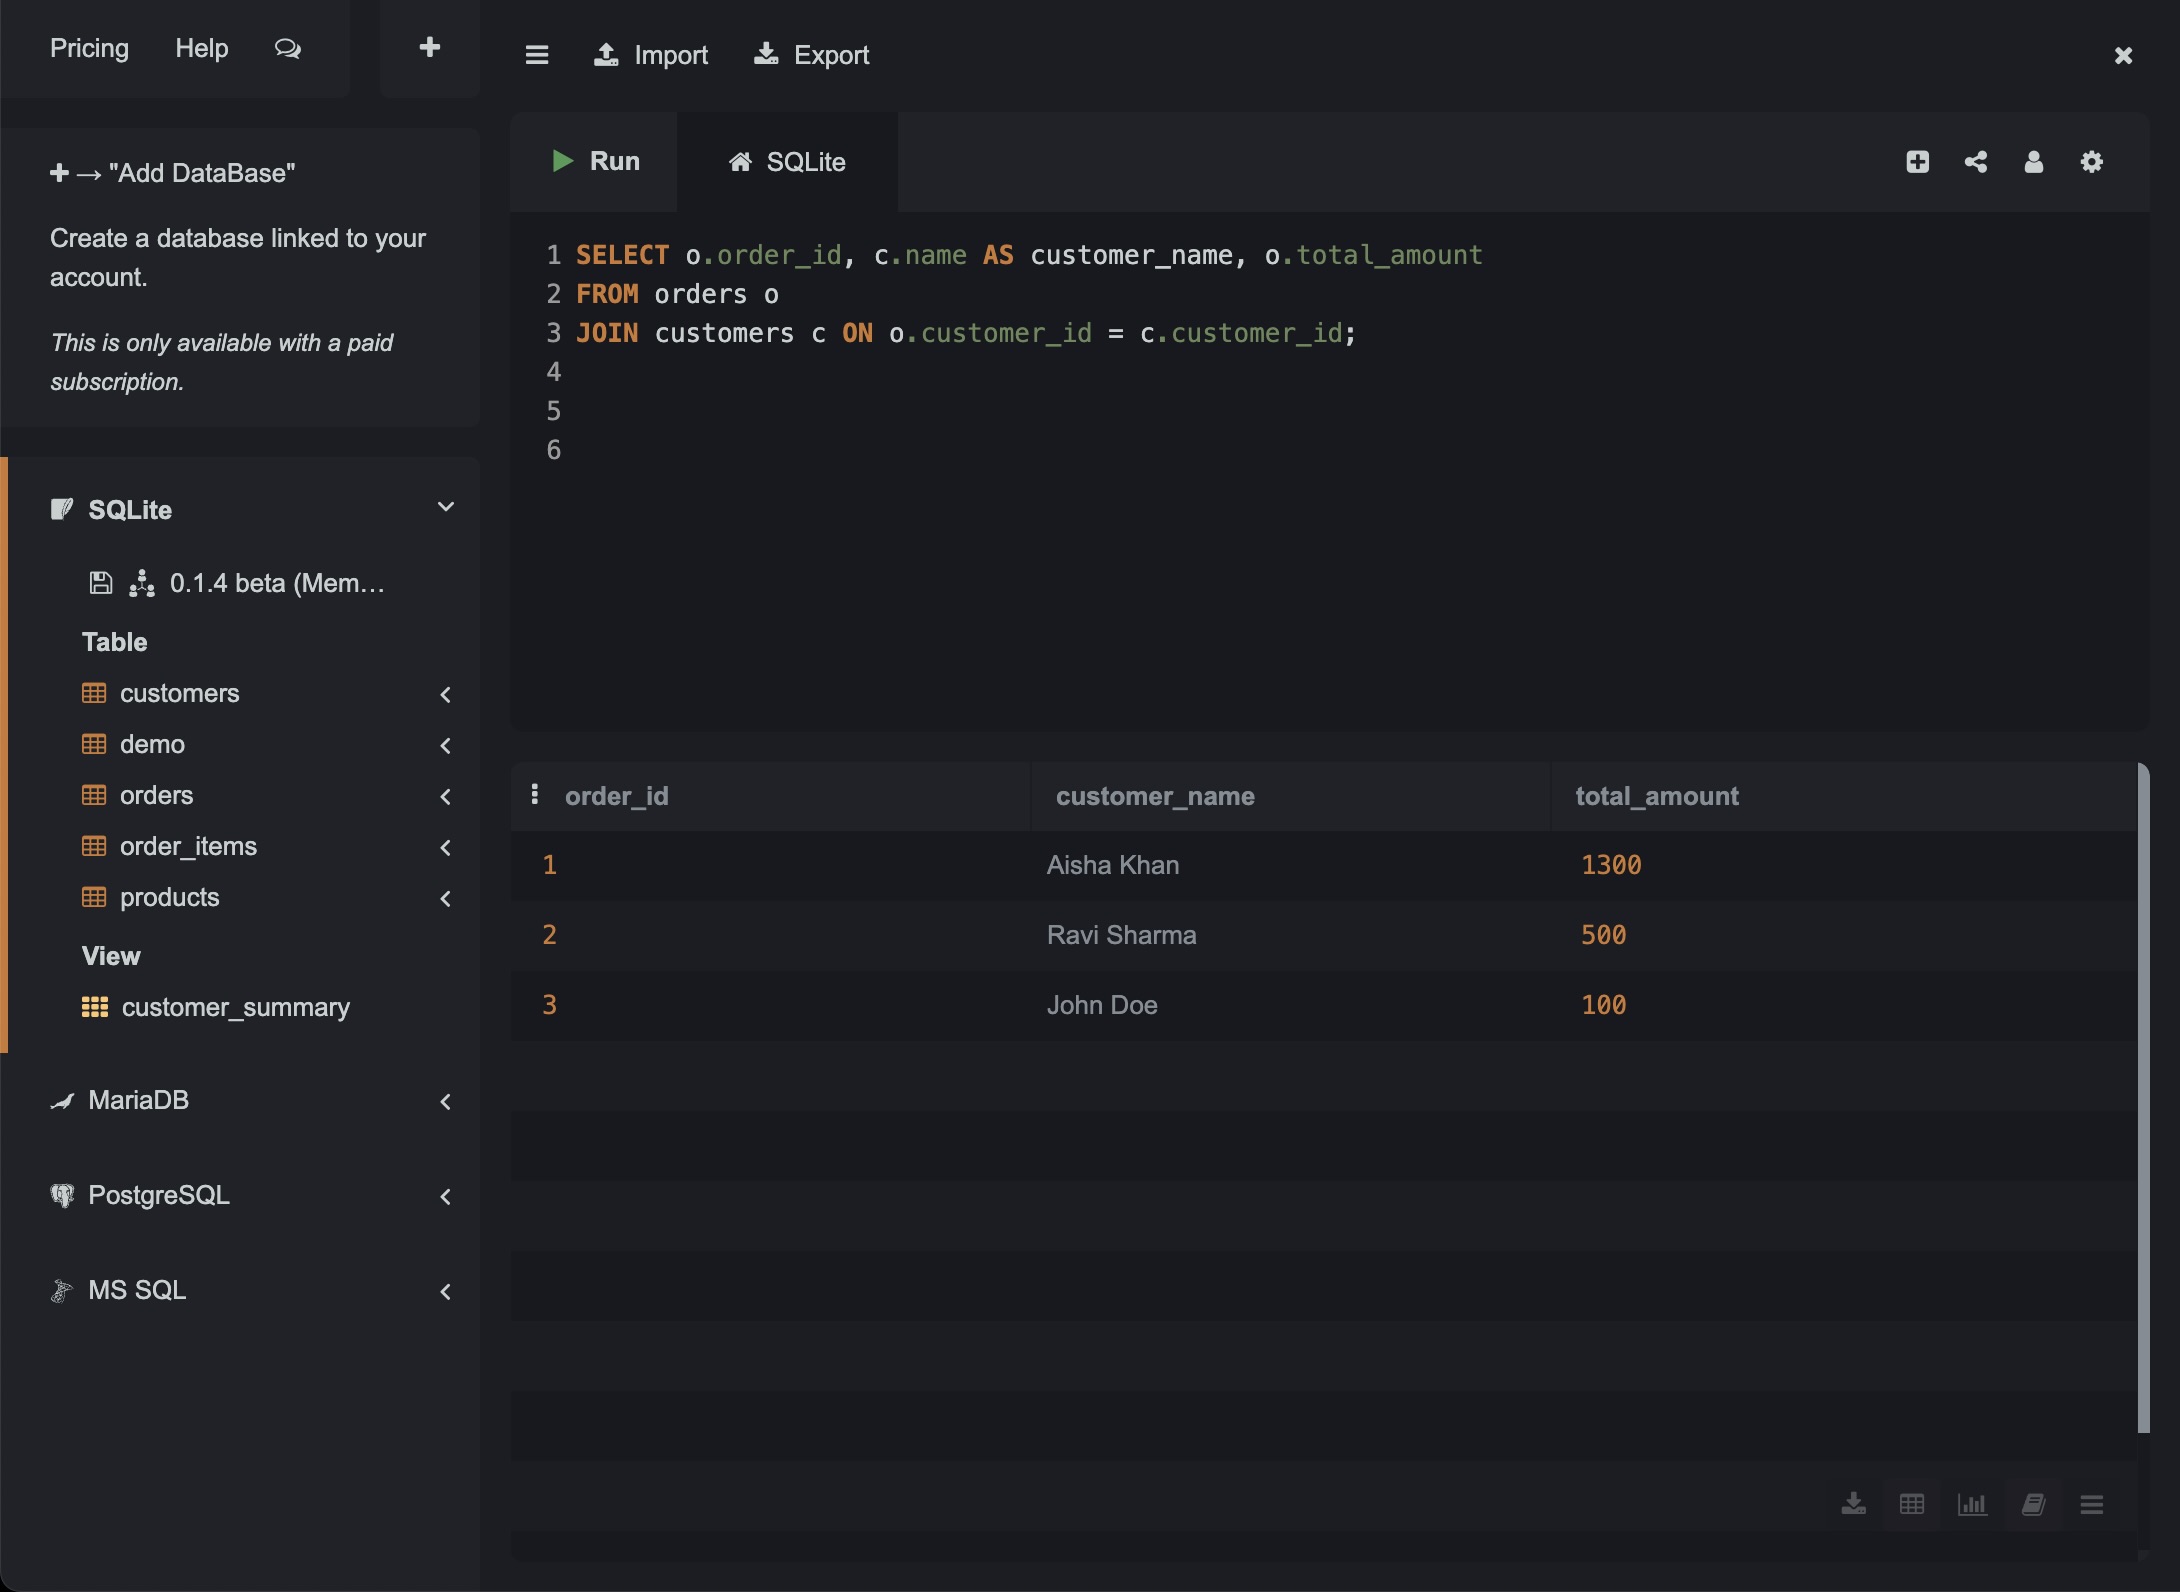 Pricing Help
Import Export
+ → "Add DataBase"
Create a database linked to your
account.
This is only available with a paid
subscription.
SQLite
0.1.4 beta (Mem...
Table
customers
demo
orders
order_items
products
View
customer_summary
MariaDB
PostgreSQL
MS SQL
Run SQLite
1 SELECT o.order_id, c.name AS customer_name, o.total_amount
2 FROM orders o
3 JOIN customers c ON o.customer_id = c.customer_id;
4
5
6
order_id customer_name total_amount
1 Aisha Khan 1300
2 Ravi Sharma 500
3 John Doe 100